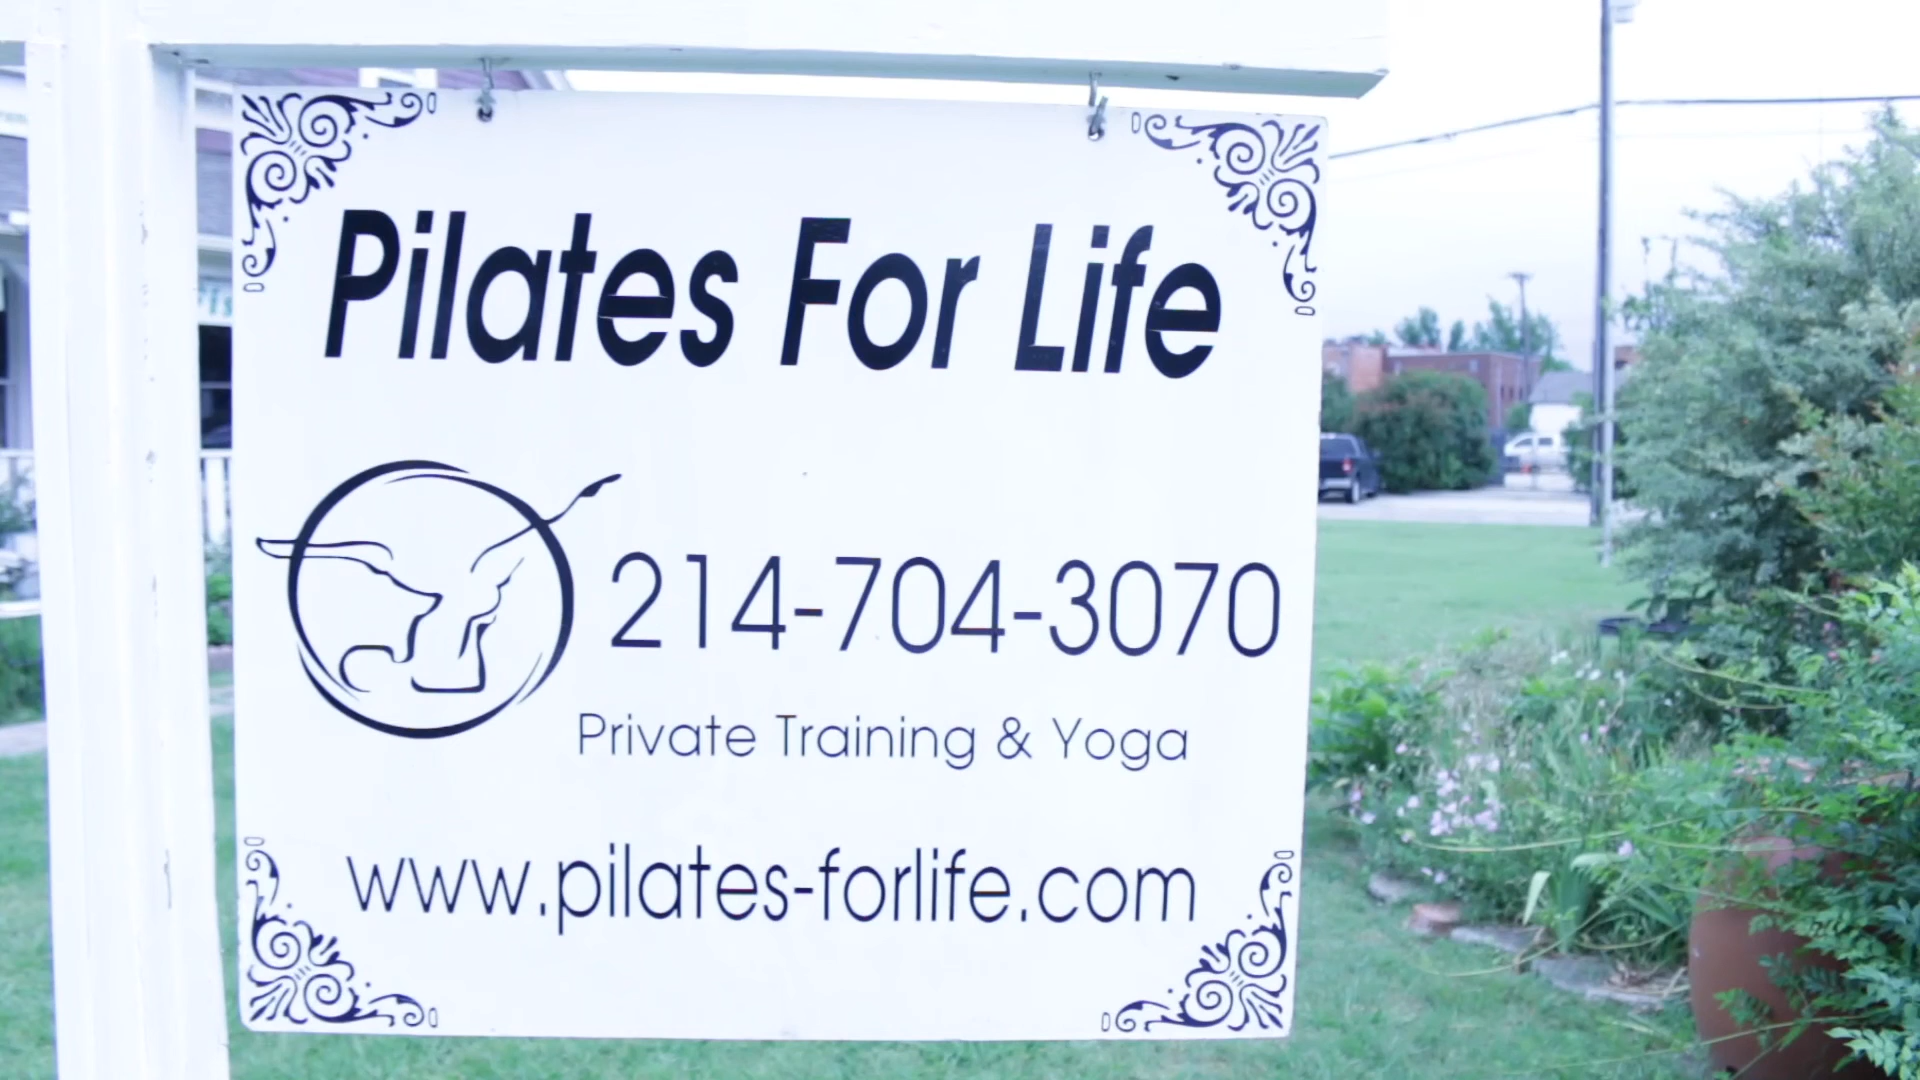 Pilates For Life
214-704-3070
Private Training & Yoga
www.pilates-forlife.com